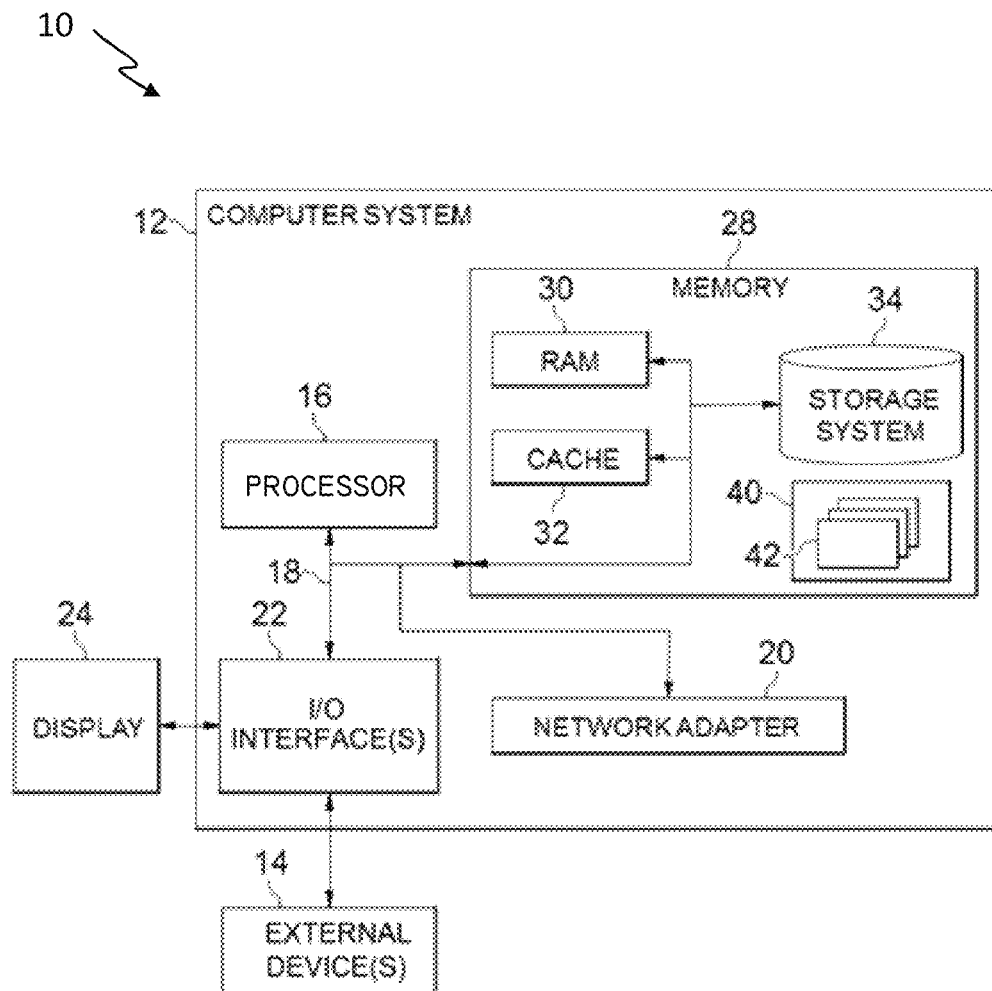 10
12
COMPUTER SYSTEM
28
MEMORY
30
RAM
34
STORAGE
SYSTEM
16
PROCESSOR
CACHE
32
40
42
18
24
DISPLAY
22
I/O
INTERFACE(S)
20
NETWORK ADAPTER
14
EXTERNAL
DEVICE(S)